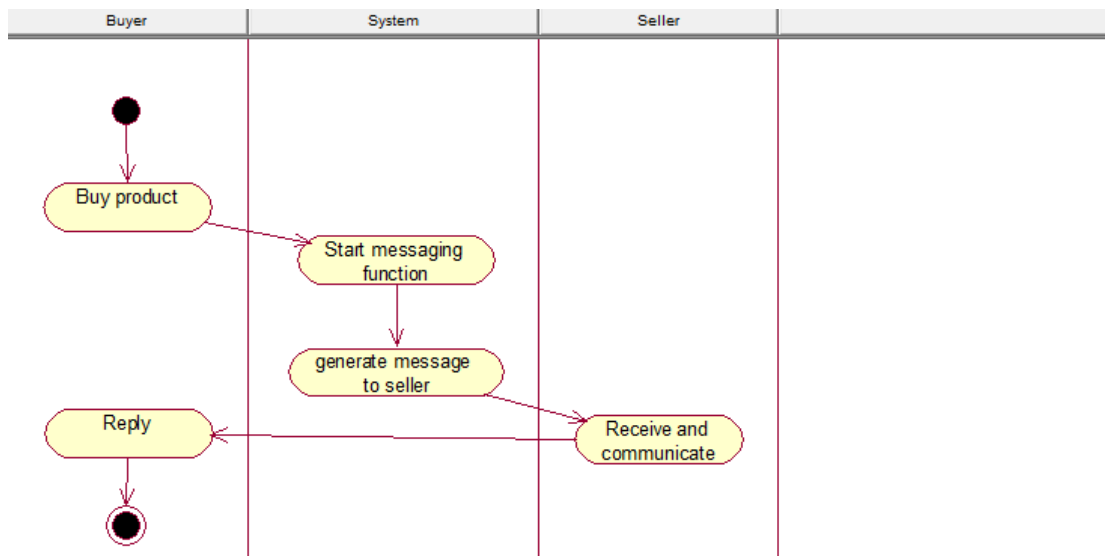 Buyer
System
Seller
Buy product
Start messaging
function
generate message
to seller
Receive and
communicate
Reply